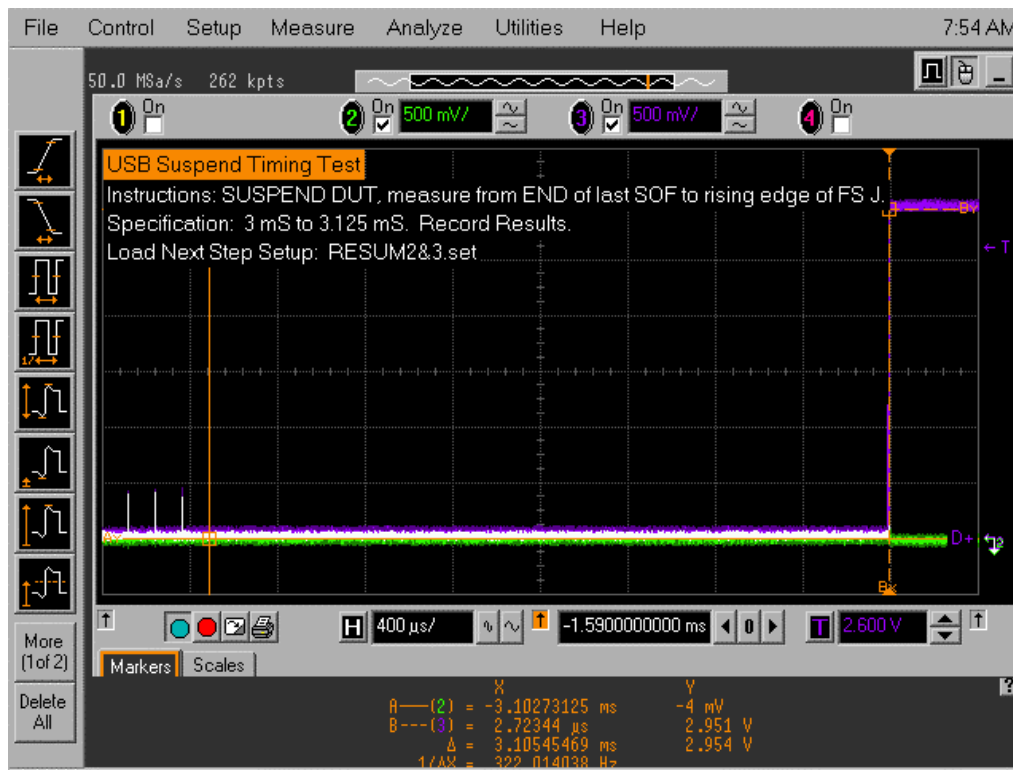 File Control Setup Measure Analyze Utilities Help 7:54 AM
50.0 MSa/s 262 kpts
1 On 2 On 500 mV/ 3 On 500 mV/ 4 On
USB Suspend Timing Test
Instructions: SUSPEND DUT, measure from END of last SOF to rising edge of FS J.
Specification: 3 mS to 3.125 mS. Record Results.
Load Next Step Setup: RESUM2&3.set
By
T
1/
Ay
D+
2
Bx
H 400 µs/ -1.5900000000 ms 0 T 2.600 V
More
(1of 2)
Markers Scales
Delete
All
X Y
A——(2) = -3.10273125 ms -4 mV
B---(3) = 2.72344 µs 2.951 V
Δ = 3.10545469 ms 2.954 V
1/ΔX = 322.014038 Hz
?